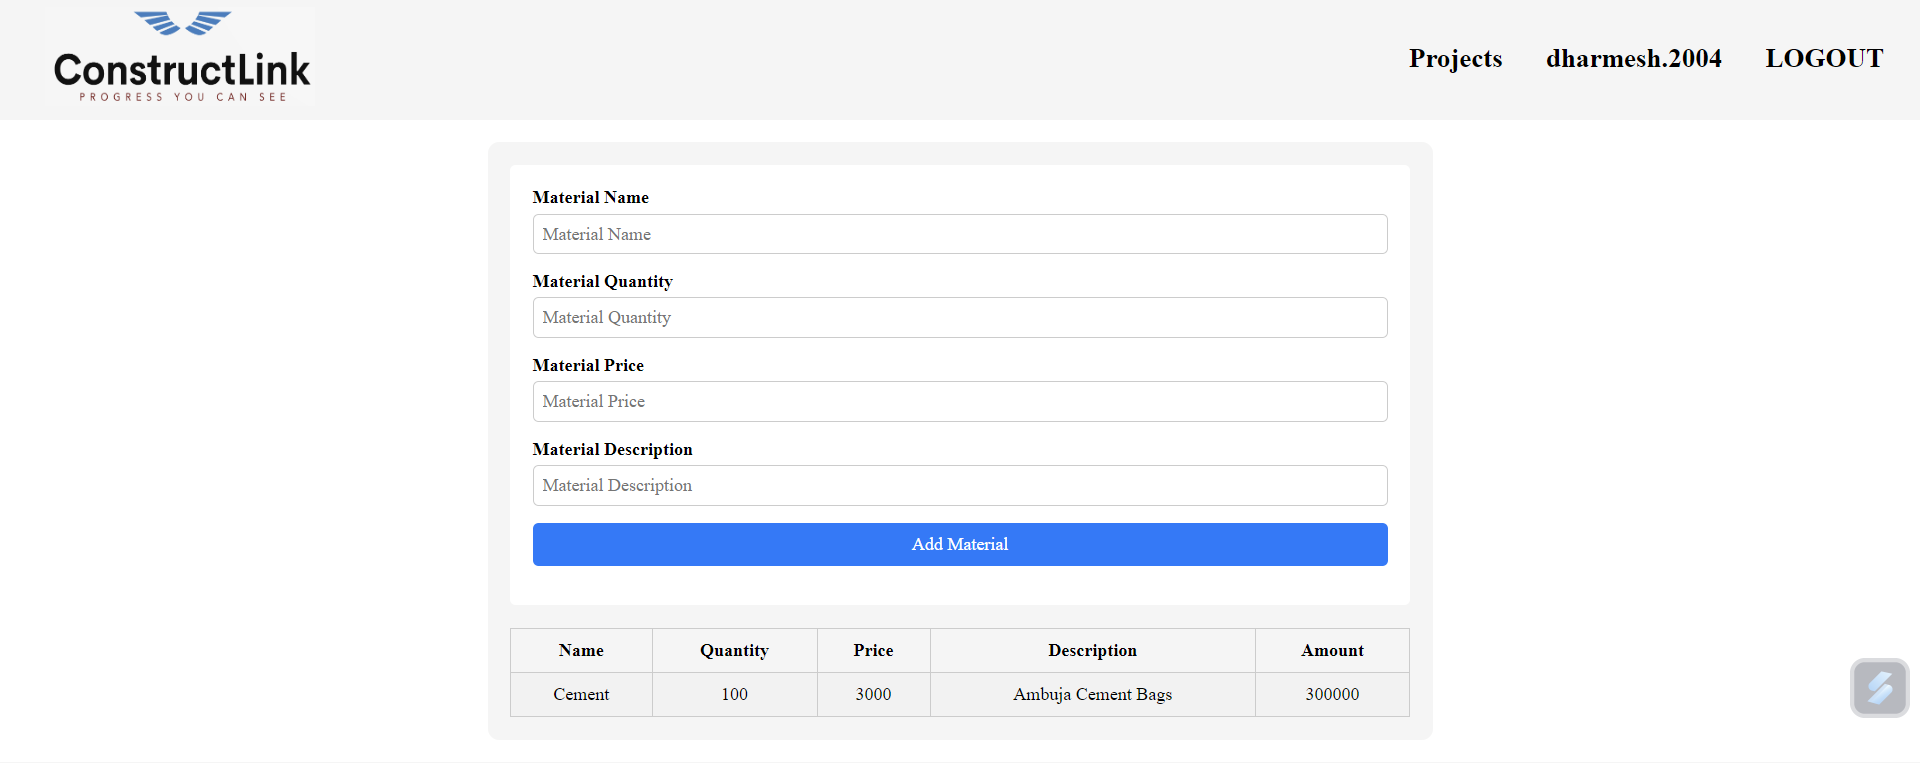 ConstructLink
PROGRESS YOU CAN SEE
Projects dharmesh.2004 LOGOUT
Material Name
Material Name
Material Quantity
Material Quantity
Material Price
Material Price
Material Description
Material Description
Add Material
Name Quantity Price Description Amount
Cement 100 3000 Ambuja Cement Bags 300000